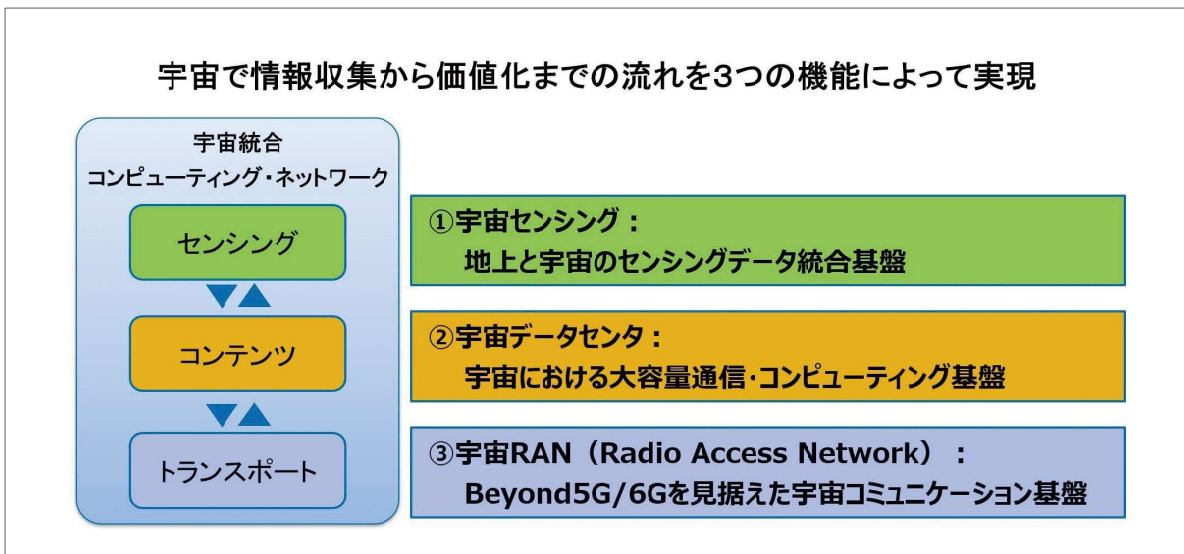 宇宙で情報収集から価値化までの流れを3つの機能によって実現
宇宙統合
コンピューティング・ネットワーク
センシング
コンテンツ
トランスポート
①宇宙センシング：
地上と宇宙のセンシングデータ統合基盤
②宇宙データセンタ：
宇宙における大容量通信・コンピューティング基盤
③宇宙RAN（Radio Access Network）：
Beyond5G/6Gを見据えた宇宙コミュニケーション基盤